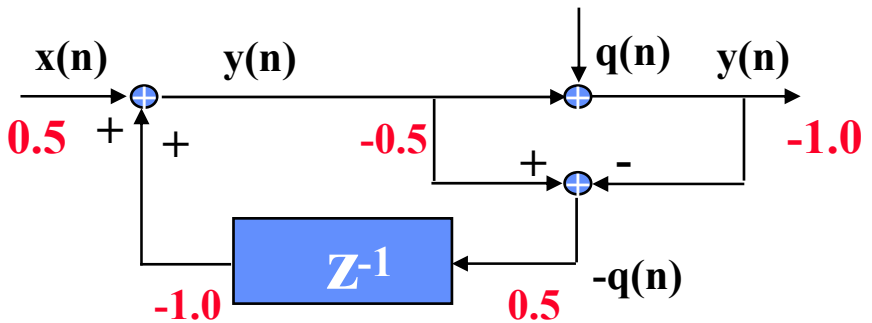 x(n) y(n) q(n) y(n)
0.5 + + -0.5 + - -1.0
Z-1
-1.0 0.5 -q(n)